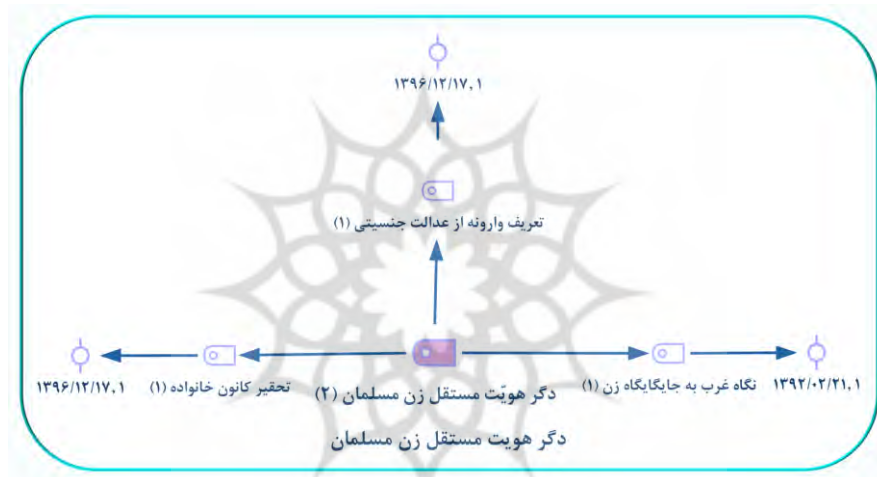 ۱۳۹۶/۱۲/۱۷.۱
تعریف وارونه از عدالت جنسیتی (۱)
۱۳۹۲/۰۲/۲۱.۱
نگاه غرب به جایگایگاه زن (۱)
دگر هویّت مستقل زن مسلمان (۲)
تحقیر کانون خانواده (۱)
۱۳۹۶/۱۲/۱۷.۱
دگر هویت مستقل زن مسلمان